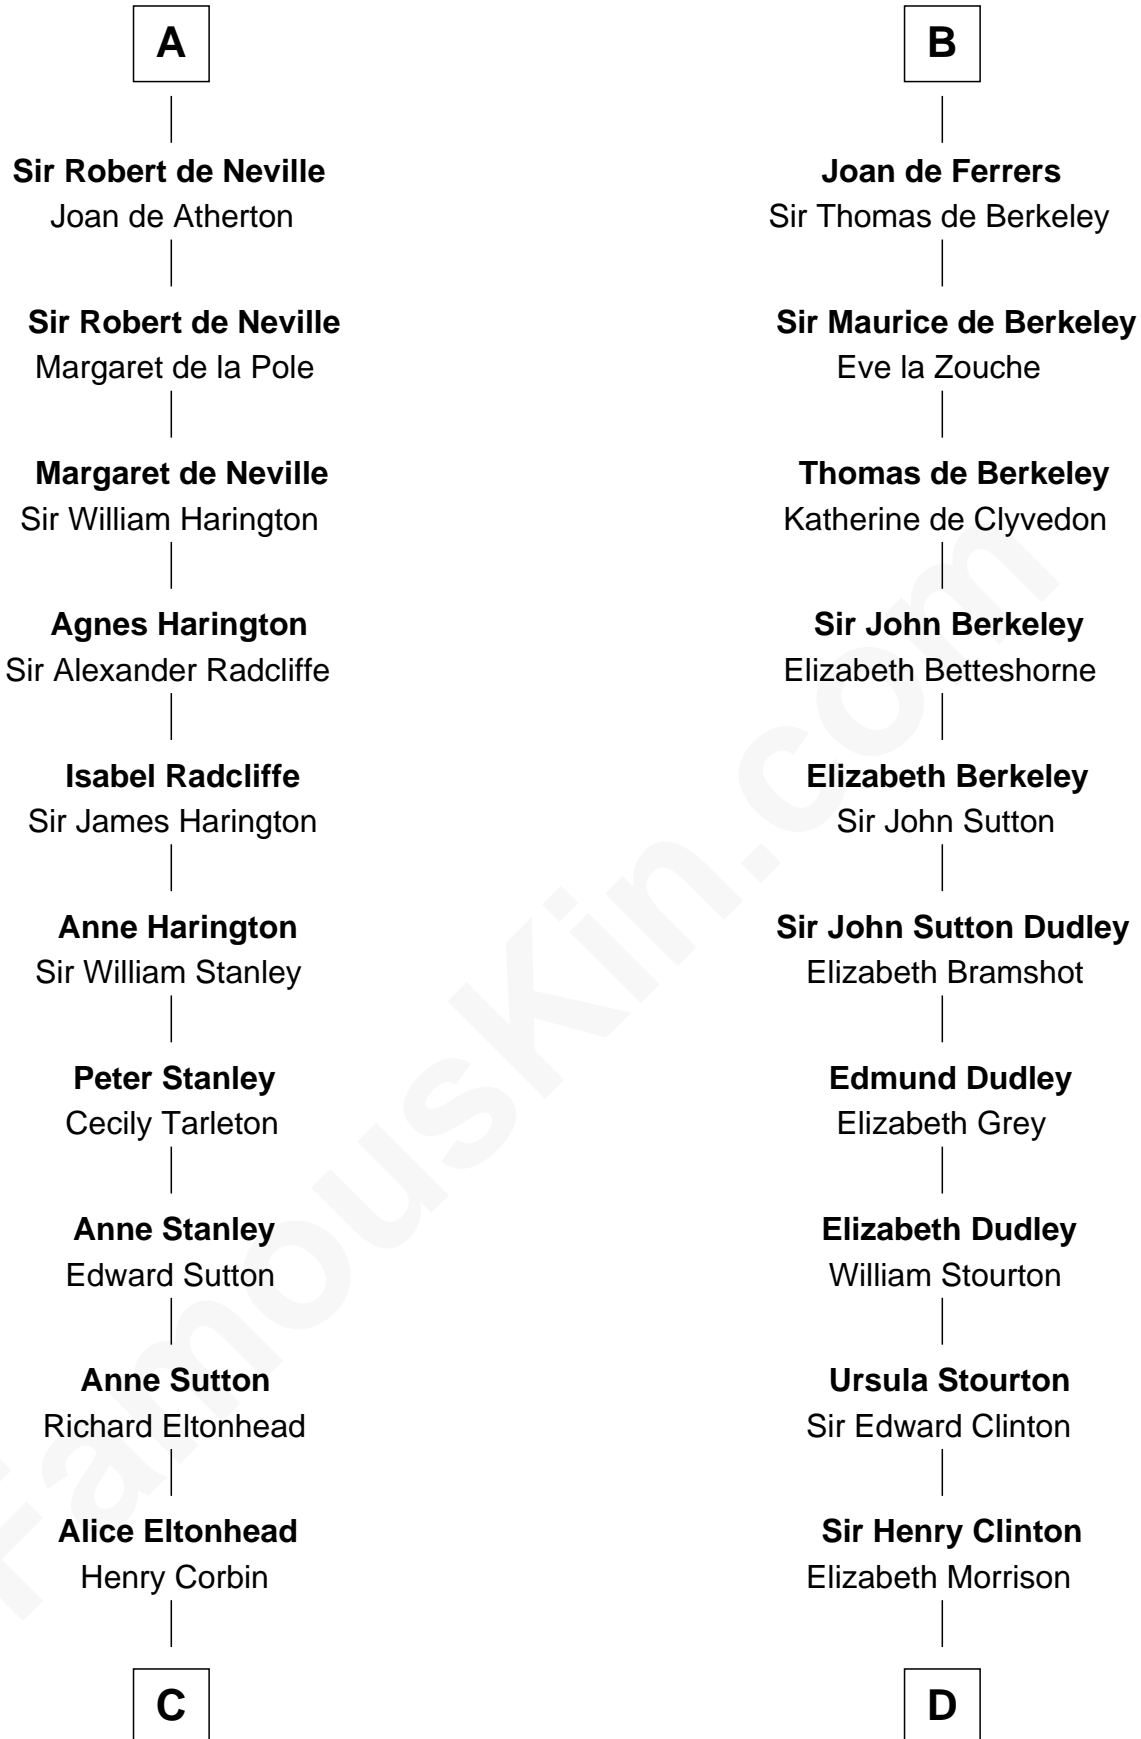 A
Sir Robert de Neville
Joan de Atherton
Sir Robert de Neville
Margaret de la Pole
Margaret de Neville
Sir William Harington
Agnes Harington
Sir Alexander Radcliffe
Isabel Radcliffe
Sir James Harington
Anne Harington
Sir William Stanley
Peter Stanley
Cecily Tarleton
Anne Stanley
Edward Sutton
Anne Sutton
Richard Eltonhead
Alice Eltonhead
Henry Corbin
C
B
Joan de Ferrers
Sir Thomas de Berkeley
Sir Maurice de Berkeley
Eve la Zouche
Thomas de Berkeley
Katherine de Clyvedon
Sir John Berkeley
Elizabeth Betteshorne
Elizabeth Berkeley
Sir John Sutton
Sir John Sutton Dudley
Elizabeth Bramshot
Edmund Dudley
Elizabeth Grey
Elizabeth Dudley
William Stourton
Ursula Stourton
Sir Edward Clinton
Sir Henry Clinton
Elizabeth Morrison
D
FamousKin.com